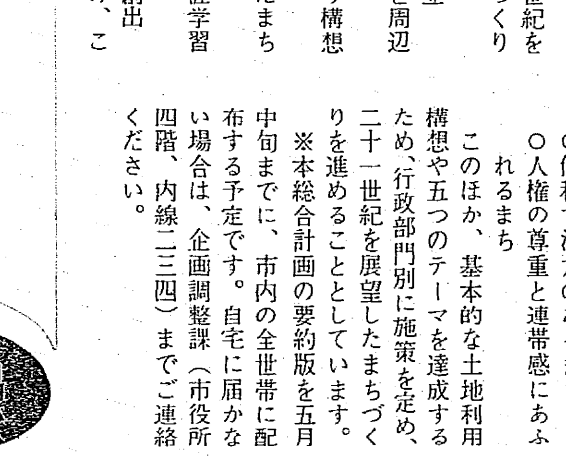 世紀を
づくり
と周辺
構想
たまち
学習
創出
、こ
○人権の尊重と連帯感にあふ
れるまち
このほか、基本的な土地利用
構想や五つのテーマを達成する
ため、行政部門別に施策を定め、
二十一世紀を展望したまちづく
りを進めることとしています。
※本総合計画の要約版を五月
中旬までに、市内の全世帯に配
布する予定です。自宅に届かな
い場合は、企画調整課（市役所
四階、内線二三四）までご連絡
ください。